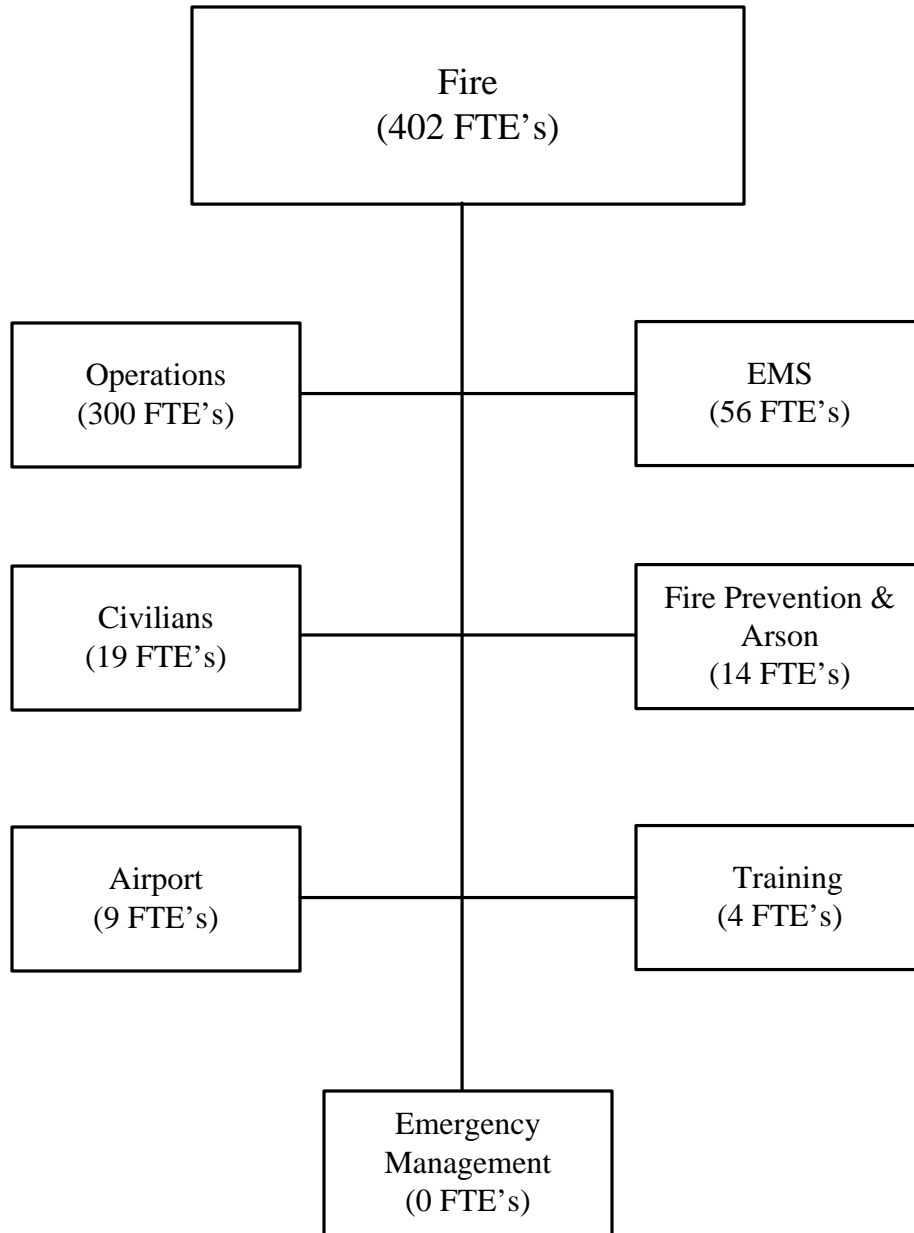 Fire
(402 FTE’s)
Operations
(300 FTE’s)
EMS
(56 FTE’s)
Civilians
(19 FTE’s)
Fire Prevention &
Arson
(14 FTE’s)
Airport
(9 FTE’s)
Training
(4 FTE’s)
Emergency
Management
(0 FTE’s)